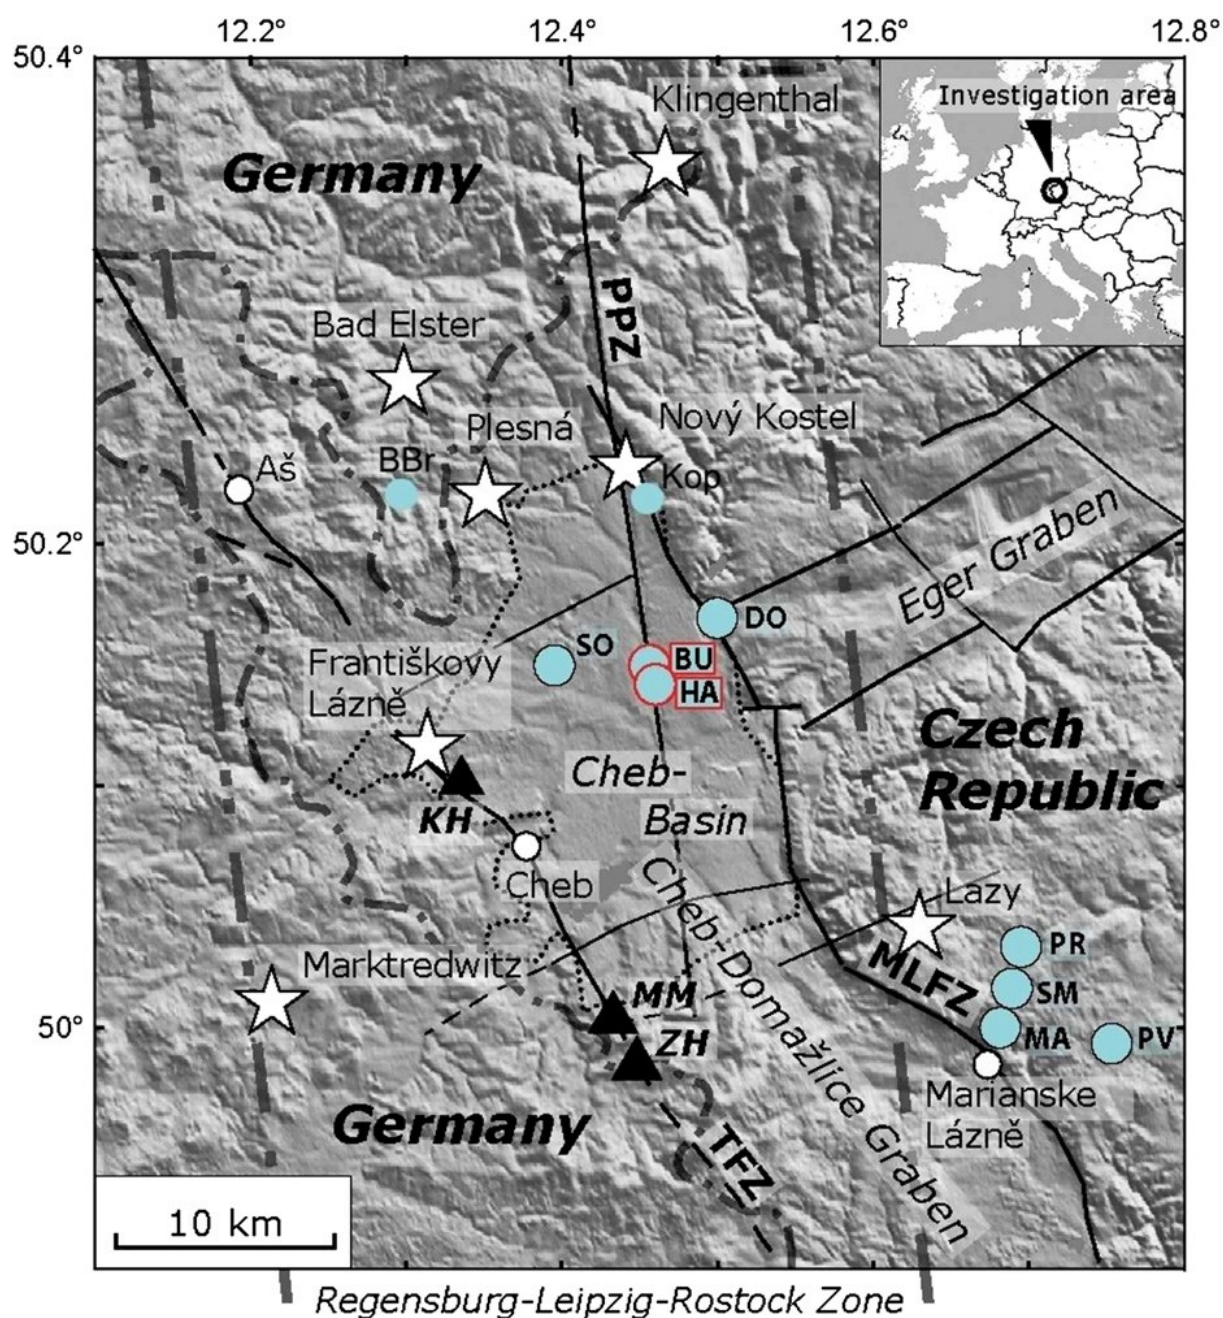 12.2°
12.4°
12.6°
12.8°
50.4°
Klingenthal
Investigation area
Germany
PPZ
Bad Elster
Plesná
Nový Kostel
Aš
BBr
Kop
50.2°
Eger Graben
DO
SO
BU
HA
Františkovy
Lázně
Czech
Republic
Cheb-
Basin
KH
Cheb
Cheb-Domažlice Graben
Lazy
PR
Marktredwitz
MLFZ
MM
SM
50°
MA
PV
ZH
Marianske
Lázně
Germany
TFZ
10 km
Regensburg-Leipzig-Rostock Zone